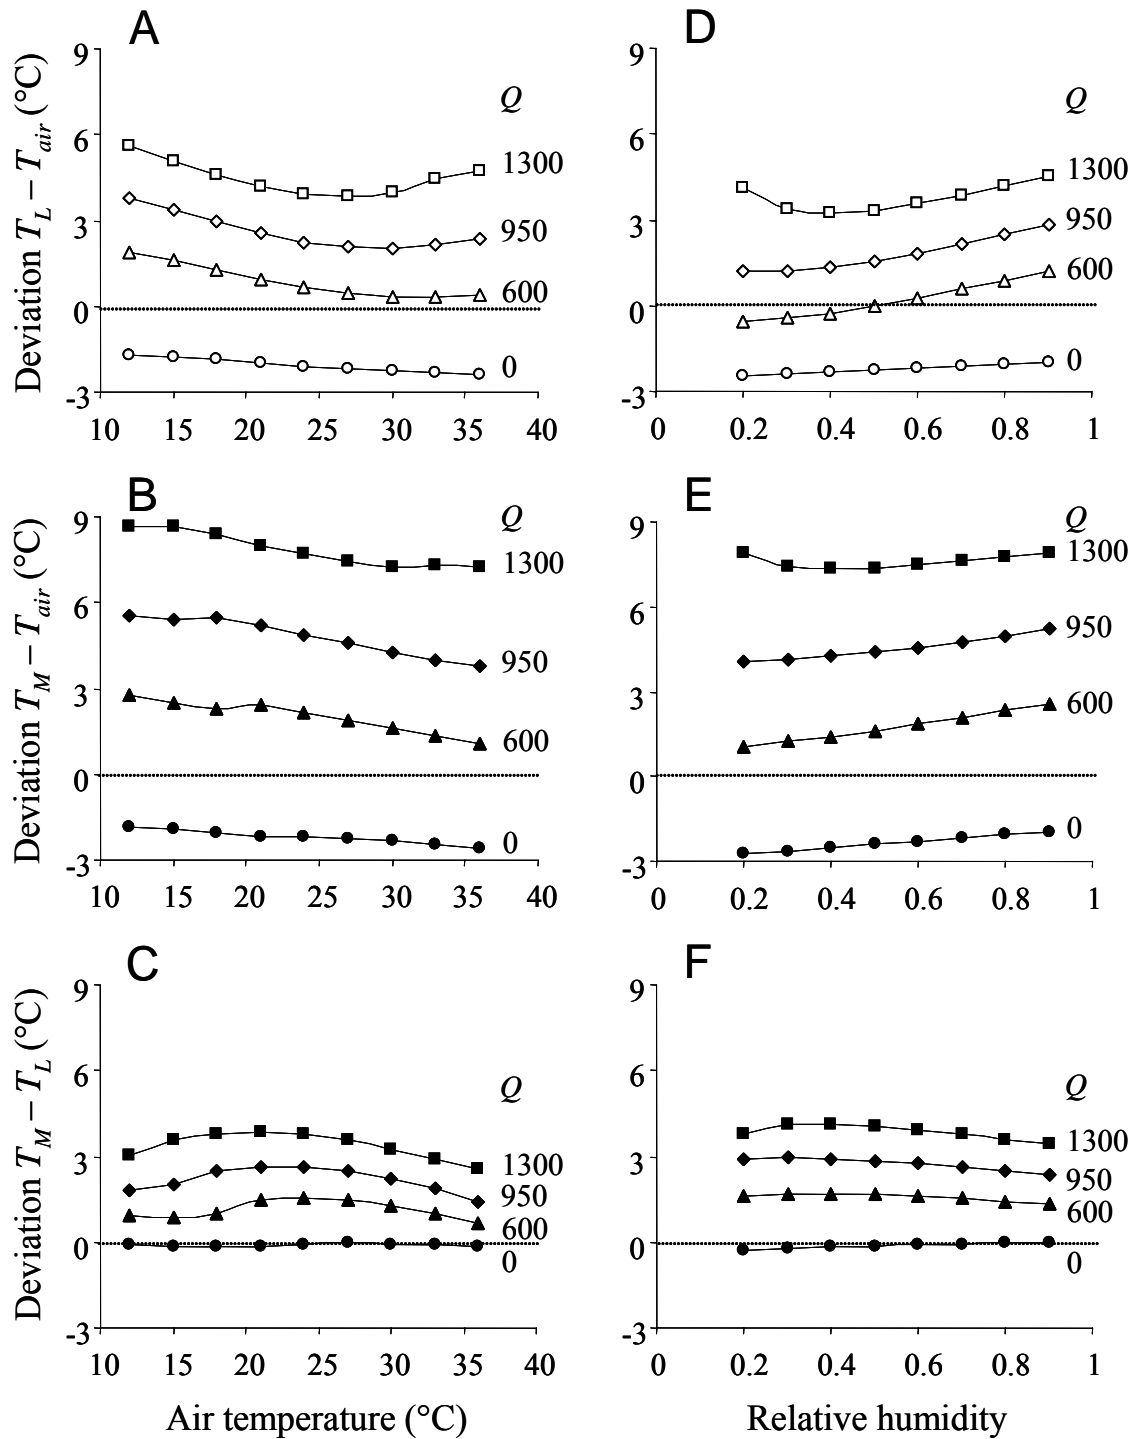 A
Deviation T_L – T_air (°C)
9
6
3
0
-3
Q
1300
950
600
0
10 15 20 25 30 35 40
D
9
6
3
0
-3
Q
1300
950
600
0
0 0.2 0.4 0.6 0.8 1
B
Deviation T_M – T_air (°C)
9
6
3
0
-3
Q
1300
950
600
0
10 15 20 25 30 35 40
E
9
6
3
0
-3
Q
1300
950
600
0
0 0.2 0.4 0.6 0.8 1
C
Deviation T_M – T_L (°C)
9
6
3
0
-3
Q
1300
950
600
0
10 15 20 25 30 35 40
Air temperature (°C)
F
9
6
3
0
-3
Q
1300
950
600
0
0 0.2 0.4 0.6 0.8 1
Relative humidity